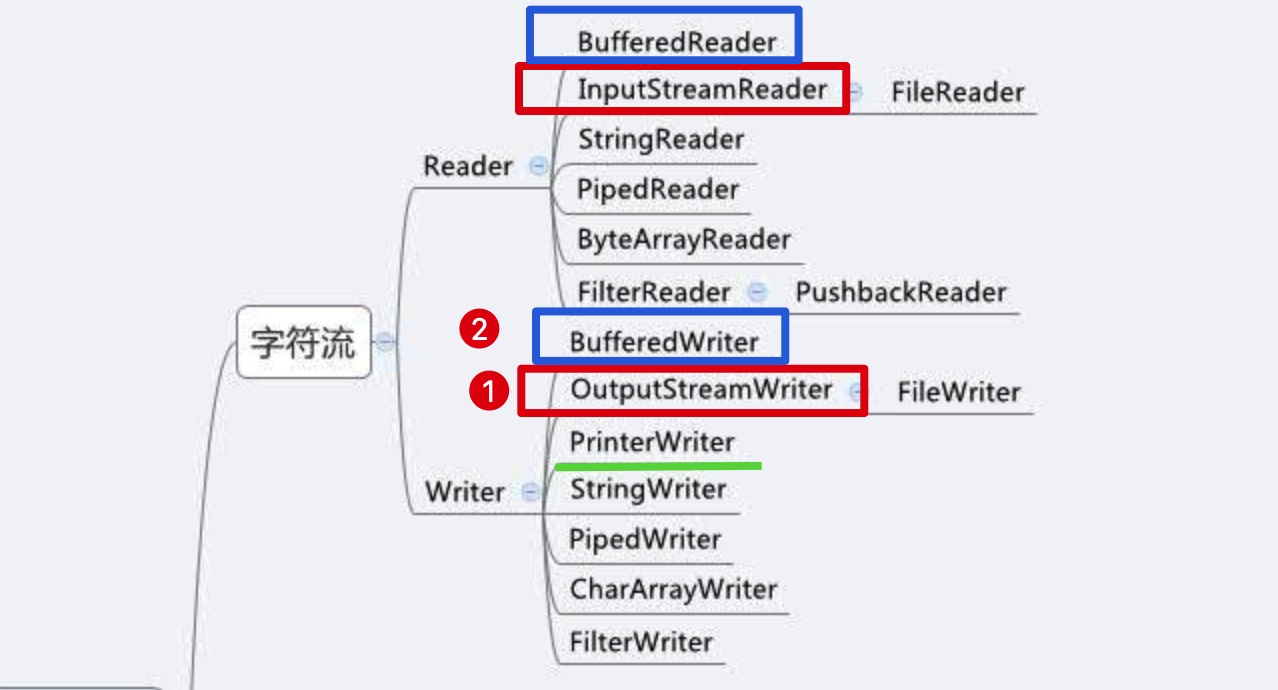 BufferedReader
InputStreamReader FileReader
StringReader
Reader
PipedReader
ByteArrayReader
FilterReader PushbackReader
字符流
2 BufferedWriter
1 OutputStreamWriter FileWriter
PrinterWriter
Writer
StringWriter
PipedWriter
CharArrayWriter
FilterWriter